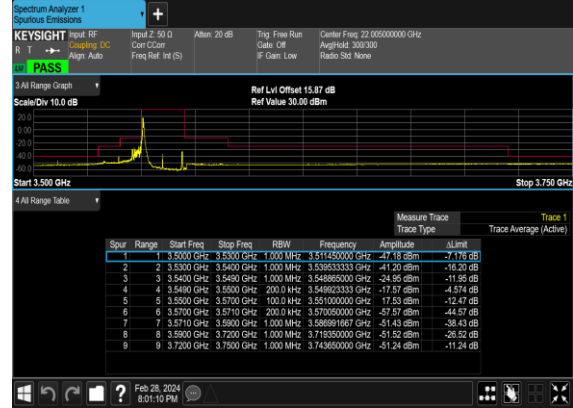 Spectrum Analyzer 1
Spurious Emissions
KEYSIGHT Input: RF Input Z: 50 Ω Atten: 20 dB Trig: Free Run Center Freq: 22.005000000 GHz
R T Coupling: DC Corr CCorr Gate: Off Avg|Hold: 300/300
Align: Auto Freq Ref: Int (S) IF Gain: Low Radio Std: None
PASS
3 All Range Graph
Ref Lvl Offset 15.87 dB
Scale/Div 10.0 dB Ref Value 30.00 dBm
20.0
0.00
-20.0
-40.0
-60.0
Start 3.500 GHz Stop 3.750 GHz
4 All Range Table
Measure Trace Trace 1
Trace Type Trace Average (Active)
Spur Range Start Freq Stop Freq RBW Frequency Amplitude ΔLimit
1 1 3.5000 GHz 3.5300 GHz 1.000 MHz 3.511450000 GHz -47.18 dBm -7.176 dB
2 2 3.5300 GHz 3.5400 GHz 1.000 MHz 3.539533333 GHz -41.20 dBm -16.20 dB
3 3 3.5400 GHz 3.5490 GHz 1.000 MHz 3.548865000 GHz -24.95 dBm -11.95 dB
4 4 3.5490 GHz 3.5500 GHz 200.0 kHz 3.549923333 GHz -17.57 dBm -4.574 dB
5 5 3.5500 GHz 3.5700 GHz 100.0 kHz 3.551000000 GHz 17.53 dBm -12.47 dB
6 6 3.5700 GHz 3.5710 GHz 200.0 kHz 3.570050000 GHz -57.57 dBm -44.57 dB
7 7 3.5710 GHz 3.5900 GHz 1.000 MHz 3.586991667 GHz -51.43 dBm -38.43 dB
8 8 3.5900 GHz 3.7200 GHz 1.000 MHz 3.719350000 GHz -51.52 dBm -26.52 dB
9 9 3.7200 GHz 3.7500 GHz 1.000 MHz 3.743650000 GHz -51.24 dBm -11.24 dB
Feb 28, 2024
8:01:10 PM